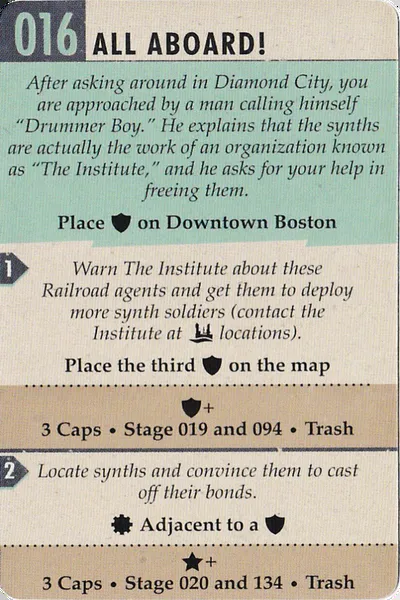 016 ALL ABOARD!
After asking around in Diamond City, you
are approached by a man calling himself
“Drummer Boy.” He explains that the synths
are actually the work of an organization known
as “The Institute,” and he asks for your help in
freeing them.
Place on Downtown Boston
1
Warn The Institute about these
Railroad agents and get them to deploy
more synth soldiers (contact the
Institute at locations).
Place the third on the map
+
3 Caps • Stage 019 and 094 • Trash
2
Locate synths and convince them to cast
off their bonds.
Adjacent to a
+
3 Caps • Stage 020 and 134 • Trash